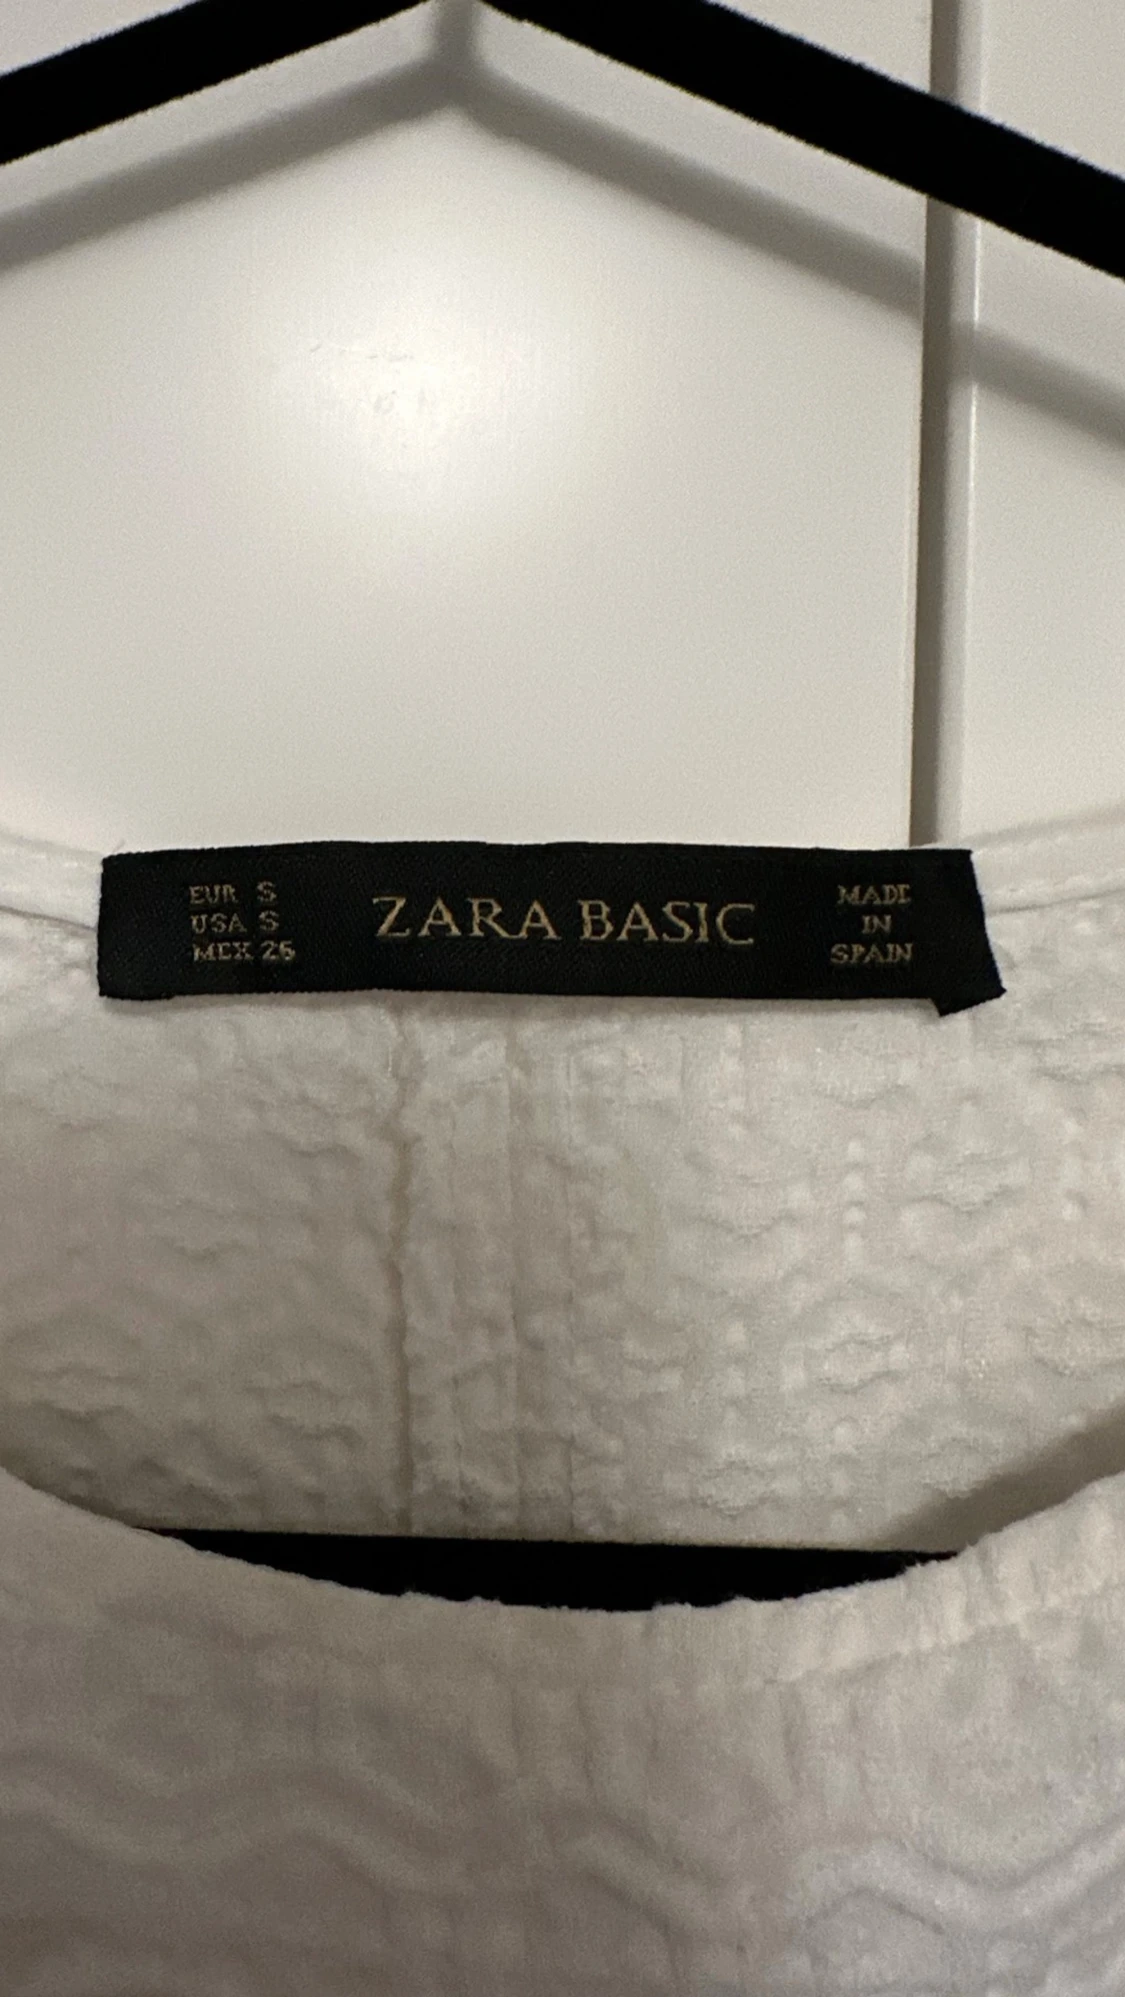 EUR S
USA S
MEX 26
ZARA BASIC
MADE
IN
SPAIN